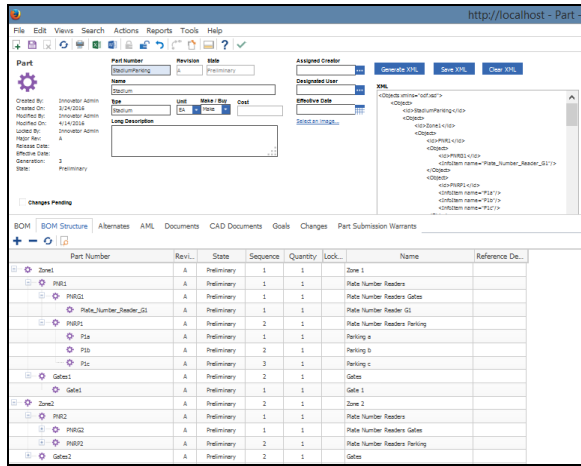 http://localhost - Part -
File Edit Views Search Actions Reports Tools Help
Part
Part Number Revision State Assigned Creator
StadiumParking A Preliminary
Generate XML Save XML Clear XML
Name Designated User
Stadium
XML
Type Unit Make / Buy Cost Effective Date
Stadium EA Make
Long Description Select an image...
Created By: Innovator Admin
Created On: 3/24/2016
Modified By: Innovator Admin
Modified On: 4/14/2016
Locked By: Innovator Admin
Major Rev: A
Release Date:
Effective Date:
Generation: 3
State: Preliminary
Changes Pending
<Objects xmlns="odf.xsd">
<Object>
<id>StadiumParking</id>
<Object>
<id>Zone1</id>
<Object>
<id>PNR1</id>
<Object>
<id>PNRG1</id>
<InfoItem name="Plate_Number_Reader_G1"/>
</Object>
<Object>
<id>PNRP1</id>
<InfoItem name="P1a"/>
<InfoItem name="P1b"/>
<InfoItem name="P1c"/>
BOM BOM Structure Alternates AML Documents CAD Documents Goals Changes Part Submission Warrants
Part Number Revi... State Sequence Quantity Lock... Name Reference De...
Zone1 A Preliminary 1 1 Zone 1
PNR1 A Preliminary 1 1 Plate Number Readers
PNRG1 A Preliminary 1 1 Plate Number Readers Gates
Plate_Number_Reader_G1 A Preliminary 1 1 Plate Number Reader G1
PNRP1 A Preliminary 2 1 Plate Number Readers Parking
P1a A Preliminary 1 1 Parking a
P1b A Preliminary 2 1 Parking b
P1c A Preliminary 3 1 Parking c
Gates1 A Preliminary 2 1 Gates
Gate1 A Preliminary 1 1 Gate 1
Zone2 A Preliminary 2 1 Zone 2
PNR2 A Preliminary 1 1 Plate Number Readers
PNRG2 A Preliminary 1 1 Plate Number Readers Gates
PNRP2 A Preliminary 2 1 Plate Number Readers Parking
Gates2 A Preliminary 2 1 Gates